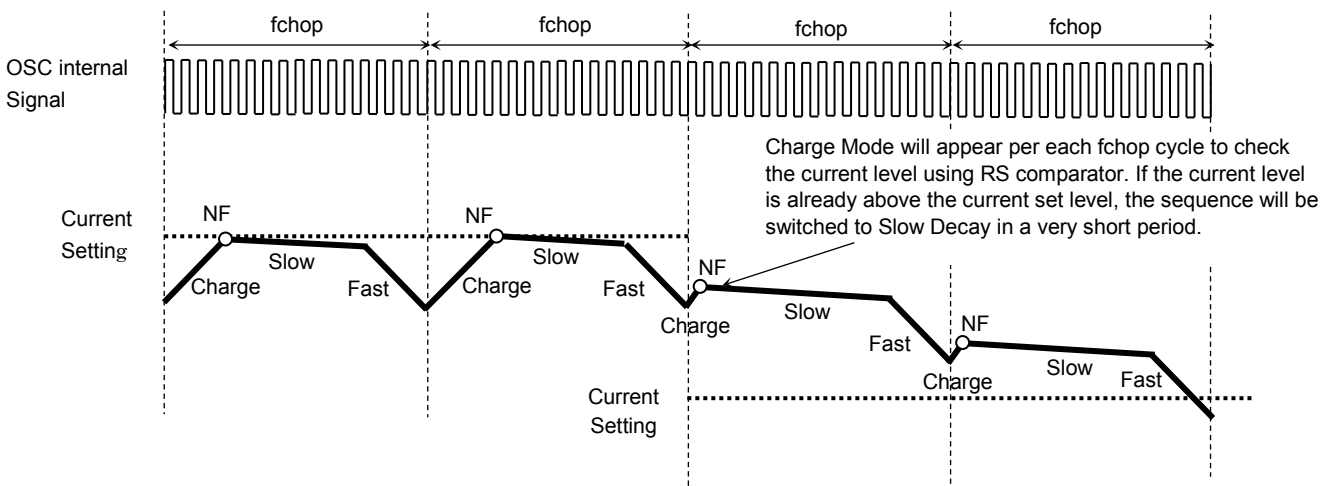 fchop
fchop
fchop
fchop
OSC internal
Signal
Charge Mode will appear per each fchop cycle to check
the current level using RS comparator. If the current level
is already above the current set level, the sequence will be
switched to Slow Decay in a very short period.
Current
Setting
NF
Charge
Slow
Fast
NF
Charge
Slow
Fast
NF
Charge
Slow
Fast
NF
Charge
Slow
Fast
Current
Setting